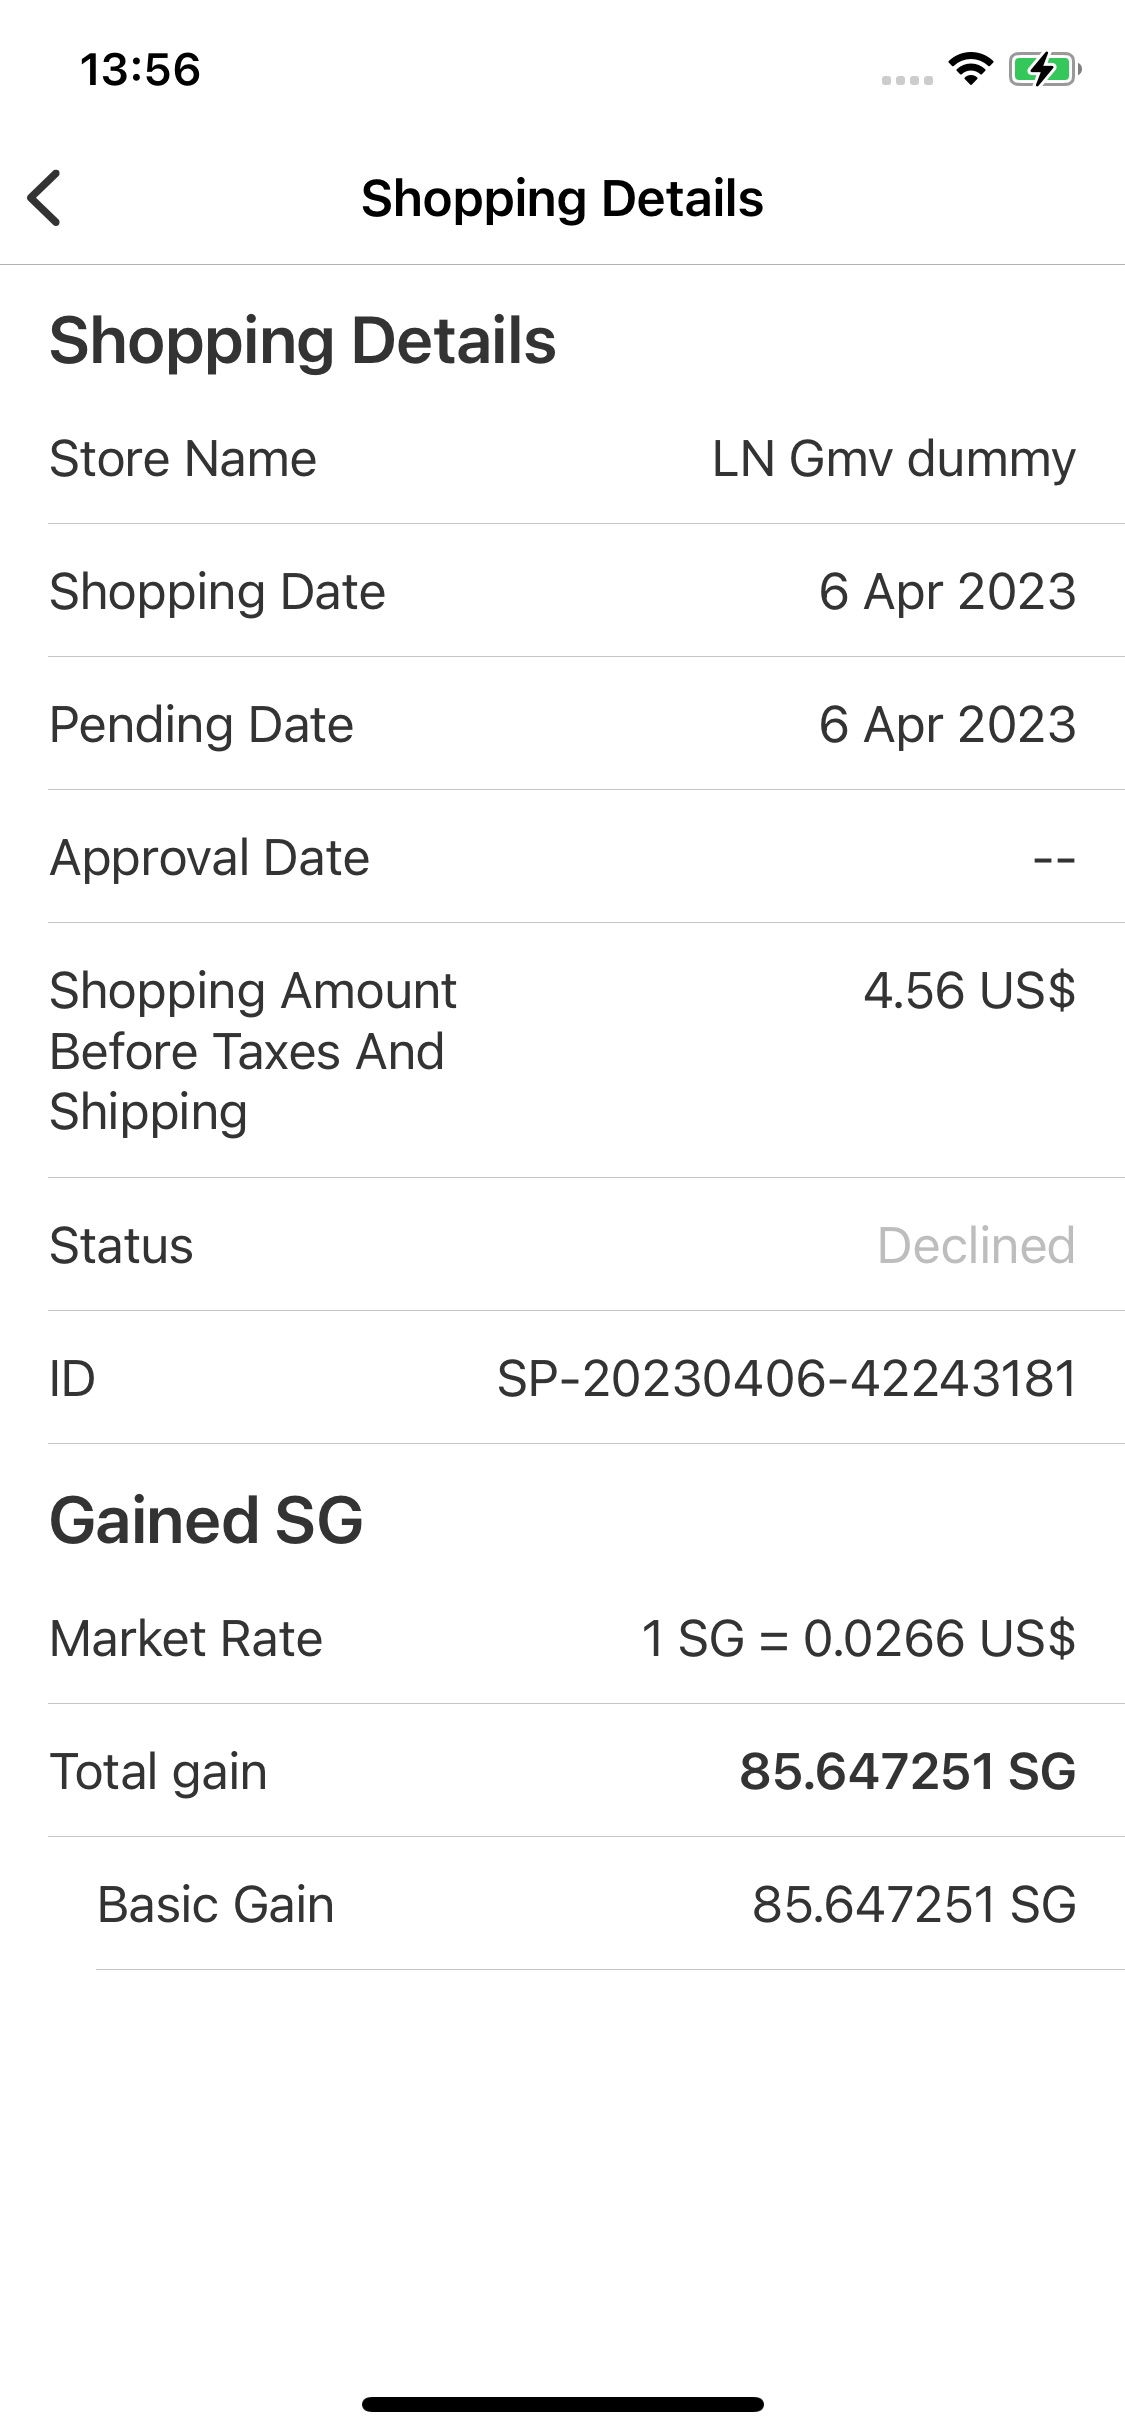 13:56
Shopping Details
Shopping Details
Store Name LN Gmv dummy
Shopping Date 6 Apr 2023
Pending Date 6 Apr 2023
Approval Date --
Shopping Amount 4.56 US$
Before Taxes And
Shipping
Status Declined
ID SP-20230406-42243181
Gained SG
Market Rate 1 SG = 0.0266 US$
Total gain 85.647251 SG
Basic Gain 85.647251 SG